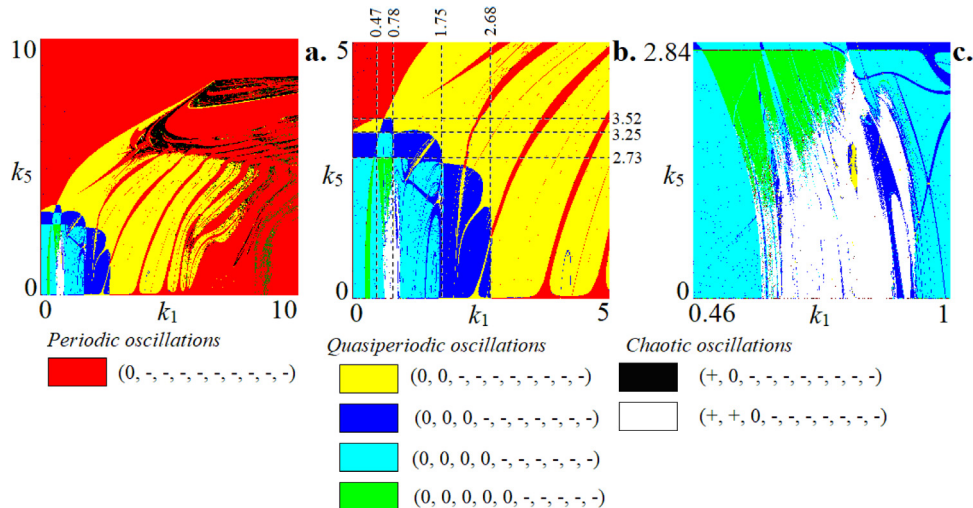 10
k5
0
0
k1
10
a.
0.47
0.78
1.75
2.68
5
k5
0
0
k1
5
b.
3.52
3.25
2.73
c.
2.84
k5
0
0.46
k1
1
Periodic oscillations
(0, -, -, -, -, -, -, -, -, -)
Quasiperiodic oscillations
(0, 0, -, -, -, -, -, -, -, -)
(0, 0, 0, -, -, -, -, -, -, -)
(0, 0, 0, 0, -, -, -, -, -, -)
(0, 0, 0, 0, 0, -, -, -, -, -)
Chaotic oscillations
(+, 0, -, -, -, -, -, -, -, -)
(+, +, 0, -, -, -, -, -, -, -)